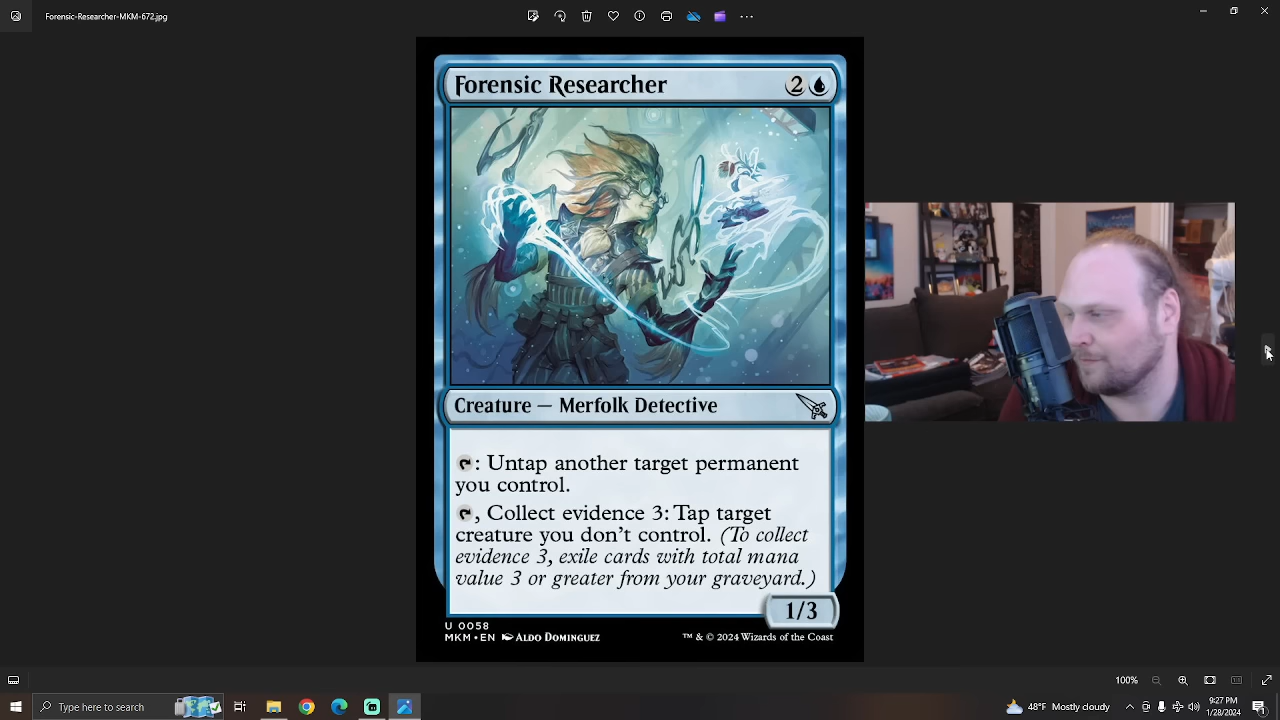 Forensic-Researcher-MKM-672.jpg
Forensic Researcher 2
Creature — Merfolk Detective
: Untap another target permanent
you control.
, Collect evidence 3: Tap target
creature you don't control. (To collect
evidence 3, exile cards with total mana
value 3 or greater from your graveyard.)
1/3
U 0058
MKM • EN ALDO DOMINGUEZ ™ & © 2024 Wizards of the Coast
100%
Type here to search
48°F Mostly cloudy
9:27 PM
1/28/2024